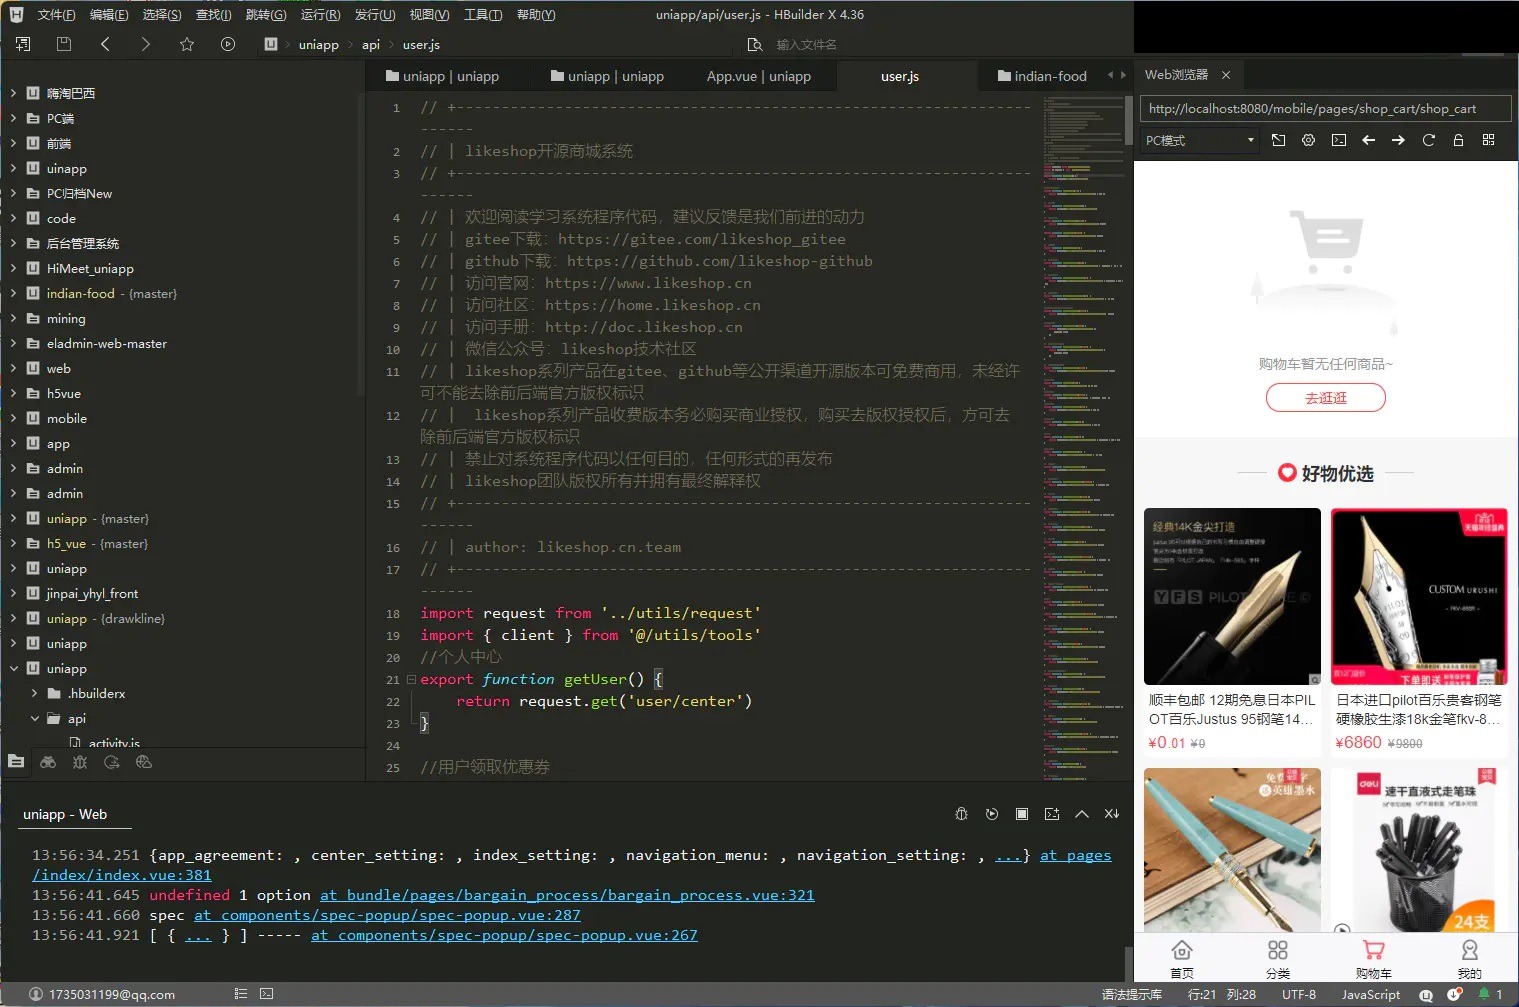 文件(F) 编辑(E) 选择(S) 查找(I) 跳转(G) 运行(R) 发行(U) 视图(V) 工具(T) 帮助(Y)
uniapp/api/user.js - HBuilder X 4.36
uniapp api user.js
输入文件名
嗨淘巴西
PC端
前端
uinapp
PC归档New
code
后台管理系统
HiMeet_uniapp
indian-food - {master}
mining
eladmin-web-master
web
h5vue
mobile
app
admin
admin
uniapp - {master}
h5_vue - {master}
uniapp
jinpai_yhyl_front
uniapp - {drawkline}
uniapp
uniapp
.hbuilderx
api
activity.js
uniapp | uniapp
uniapp | uniapp
App.vue | uniapp
user.js
indian-food
1 // +----------------------------------------------------------------
------
2 // | likeshop开源商城系统
3 // +----------------------------------------------------------------
------
4 // | 欢迎阅读学习系统程序代码，建议反馈是我们前进的动力
5 // | gitee下载：https://gitee.com/likeshop_gitee
6 // | github下载：https://github.com/likeshop-github
7 // | 访问官网：https://www.likeshop.cn
8 // | 访问社区：https://home.likeshop.cn
9 // | 访问手册：http://doc.likeshop.cn
10 // | 微信公众号：likeshop技术社区
11 // | likeshop系列产品在gitee、github等公开渠道开源版本可免费商用，未经许
可不能去除前后端官方版权标识
12 // |  likeshop系列产品收费版本务必购买商业授权，购买去版权授权后，方可去
除前后端官方版权标识
13 // | 禁止对系统程序代码以任何目的，任何形式的再发布
14 // | likeshop团队版权所有并拥有最终解释权
15 // +----------------------------------------------------------------
------
16 // | author: likeshop.cn.team
17 // +----------------------------------------------------------------
------
18 import request from '../utils/request'
19 import { client } from '@/utils/tools'
20 //个人中心
21 export function getUser() {
22     return request.get('user/center')
23 }
24
25 //用户领取优惠券
uniapp - Web
13:56:34.251 {app_agreement: , center_setting: , index_setting: , navigation_menu: , navigation_setting: , ...} at pages
/index/index.vue:381
13:56:41.645 undefined 1 option at bundle/pages/bargain_process/bargain_process.vue:321
13:56:41.660 spec at components/spec-popup/spec-popup.vue:287
13:56:41.921 [ { ... } ] ----- at components/spec-popup/spec-popup.vue:267
1735031199@qq.com
语法提示库 行:21 列:28 UTF-8 JavaScript 1
Web浏览器
http://localhost:8080/mobile/pages/shop_cart/shop_cart
PC模式
购物车暂无任何商品~
去逛逛
好物优选
经典14K金尖打造
YFS PILOT
CUSTOM URUSHI
下单即送
顺丰包邮 12期免息日本PIL
OT百乐Justus 95钢笔14...
¥0.01 ¥0
日本进口pilot百乐贵客钢笔
硬橡胶生漆18k金笔fkv-8...
¥6860 ¥9800
英雄墨水
deli
速干直液式走笔珠
24支
首页 分类 购物车 我的